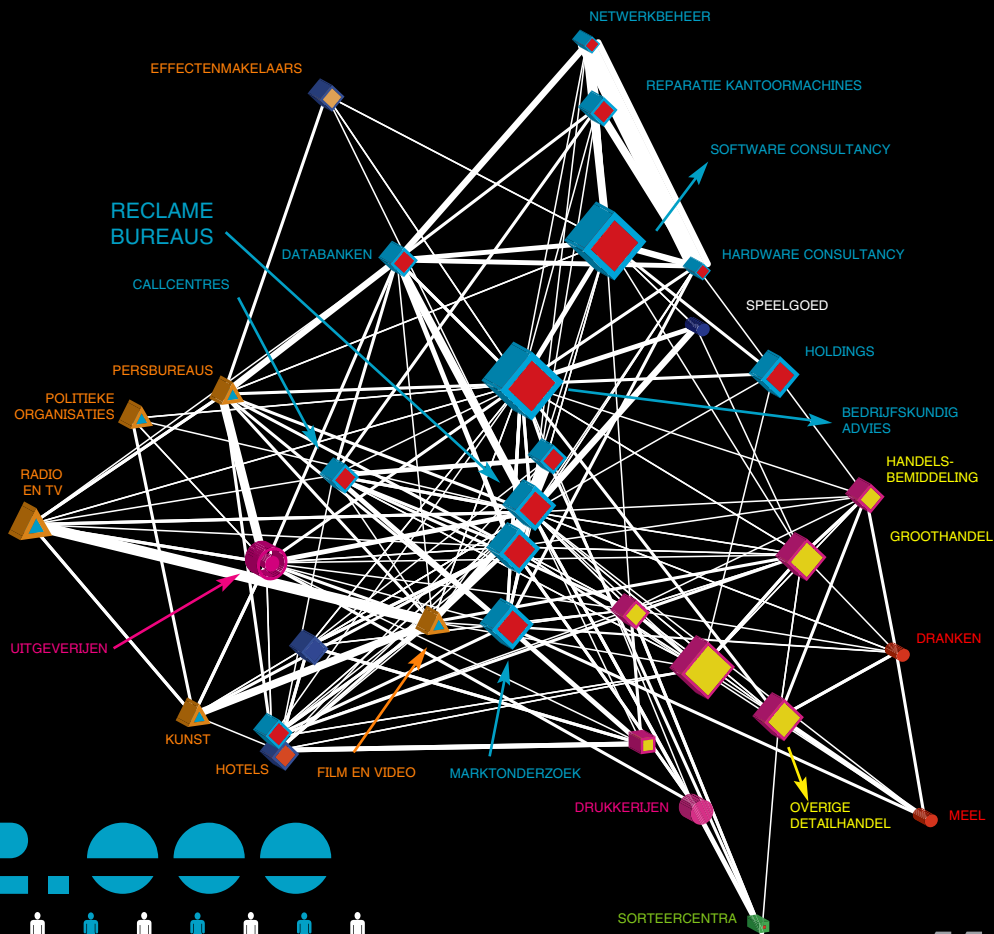 NETWERKBEHEER
EFFECTENMAKELAARS
REPARATIE KANTOORMACHINES
SOFTWARE CONSULTANCY
RECLAME
BUREAUS
DATABANKEN
HARDWARE CONSULTANCY
CALLCENTRES
SPEELGOED
HOLDINGS
PERSBUREAUS
POLITIEKE
ORGANISATIES
BEDRIJFSKUNDIG
ADVIES
RADIO
EN TV
HANDELS-
BEMIDDELING
GROOTHANDEL
UITGEVERIJEN
DRANKEN
KUNST
HOTELS
FILM EN VIDEO
MARKTONDERZOEK
DRUKKERIJEN
OVERIGE
DETAILHANDEL
MEEL
2.000
SORTEERCENTRA